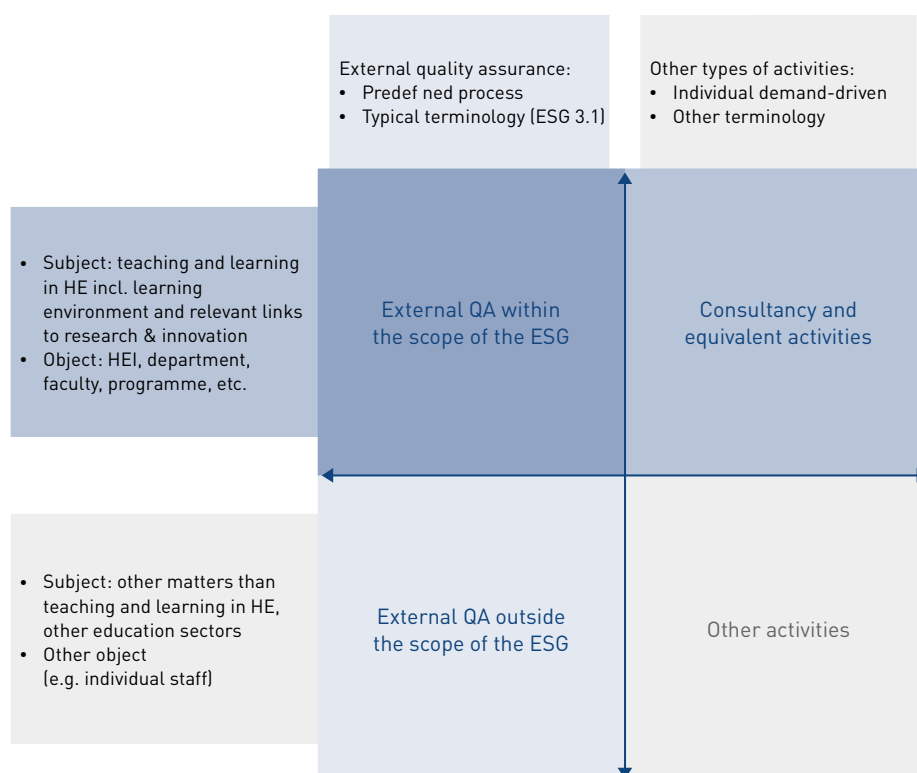 External quality assurance:
• Predef ned process
• Typical terminology (ESG 3.1)
Other types of activities:
• Individual demand-driven
• Other terminology
• Subject: teaching and learning
in HE incl. learning
environment and relevant links
to research & innovation
• Object: HEI, department,
faculty, programme, etc.
External QA within
the scope of the ESG
Consultancy and
equivalent activities
• Subject: other matters than
teaching and learning in HE,
other education sectors
• Other object
(e.g. individual staff)
External QA outside
the scope of the ESG
Other activities